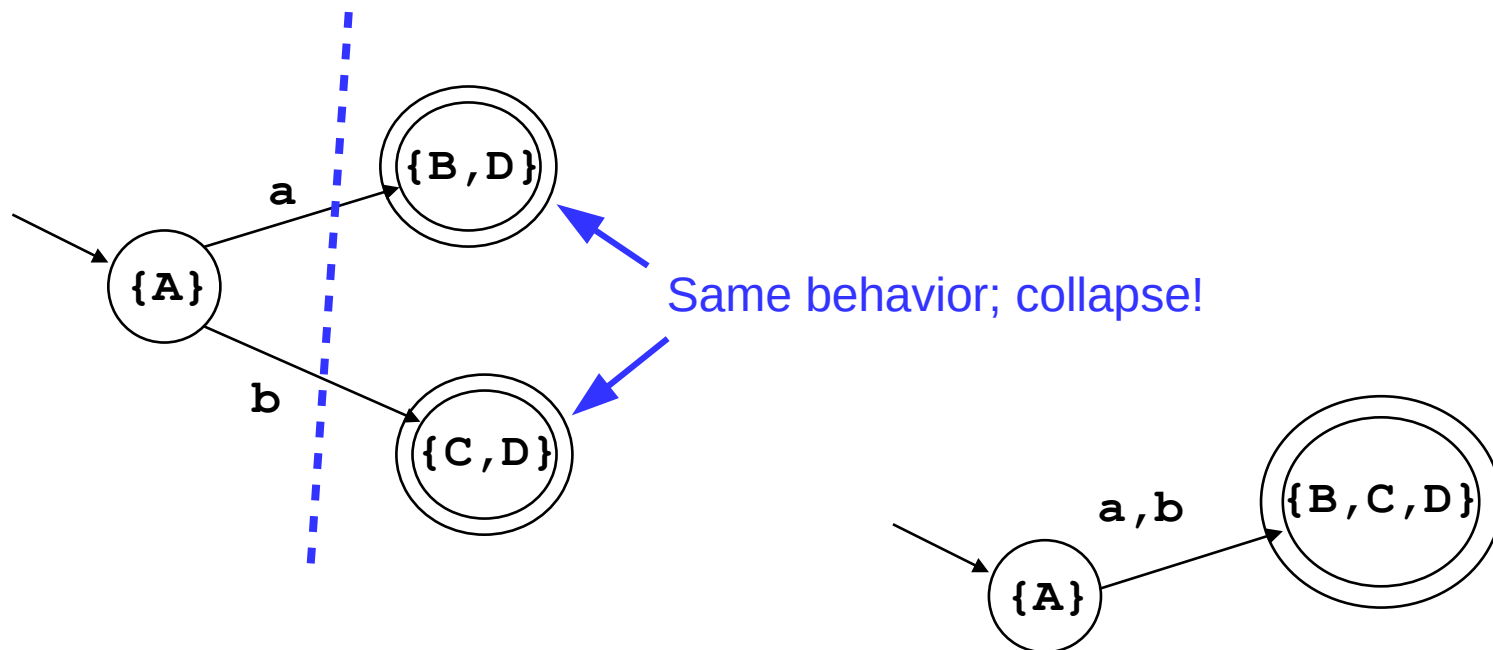 {B,D}
a
{A}
Same behavior; collapse!
b
{C,D}
a,b
{B,C,D}
{A}